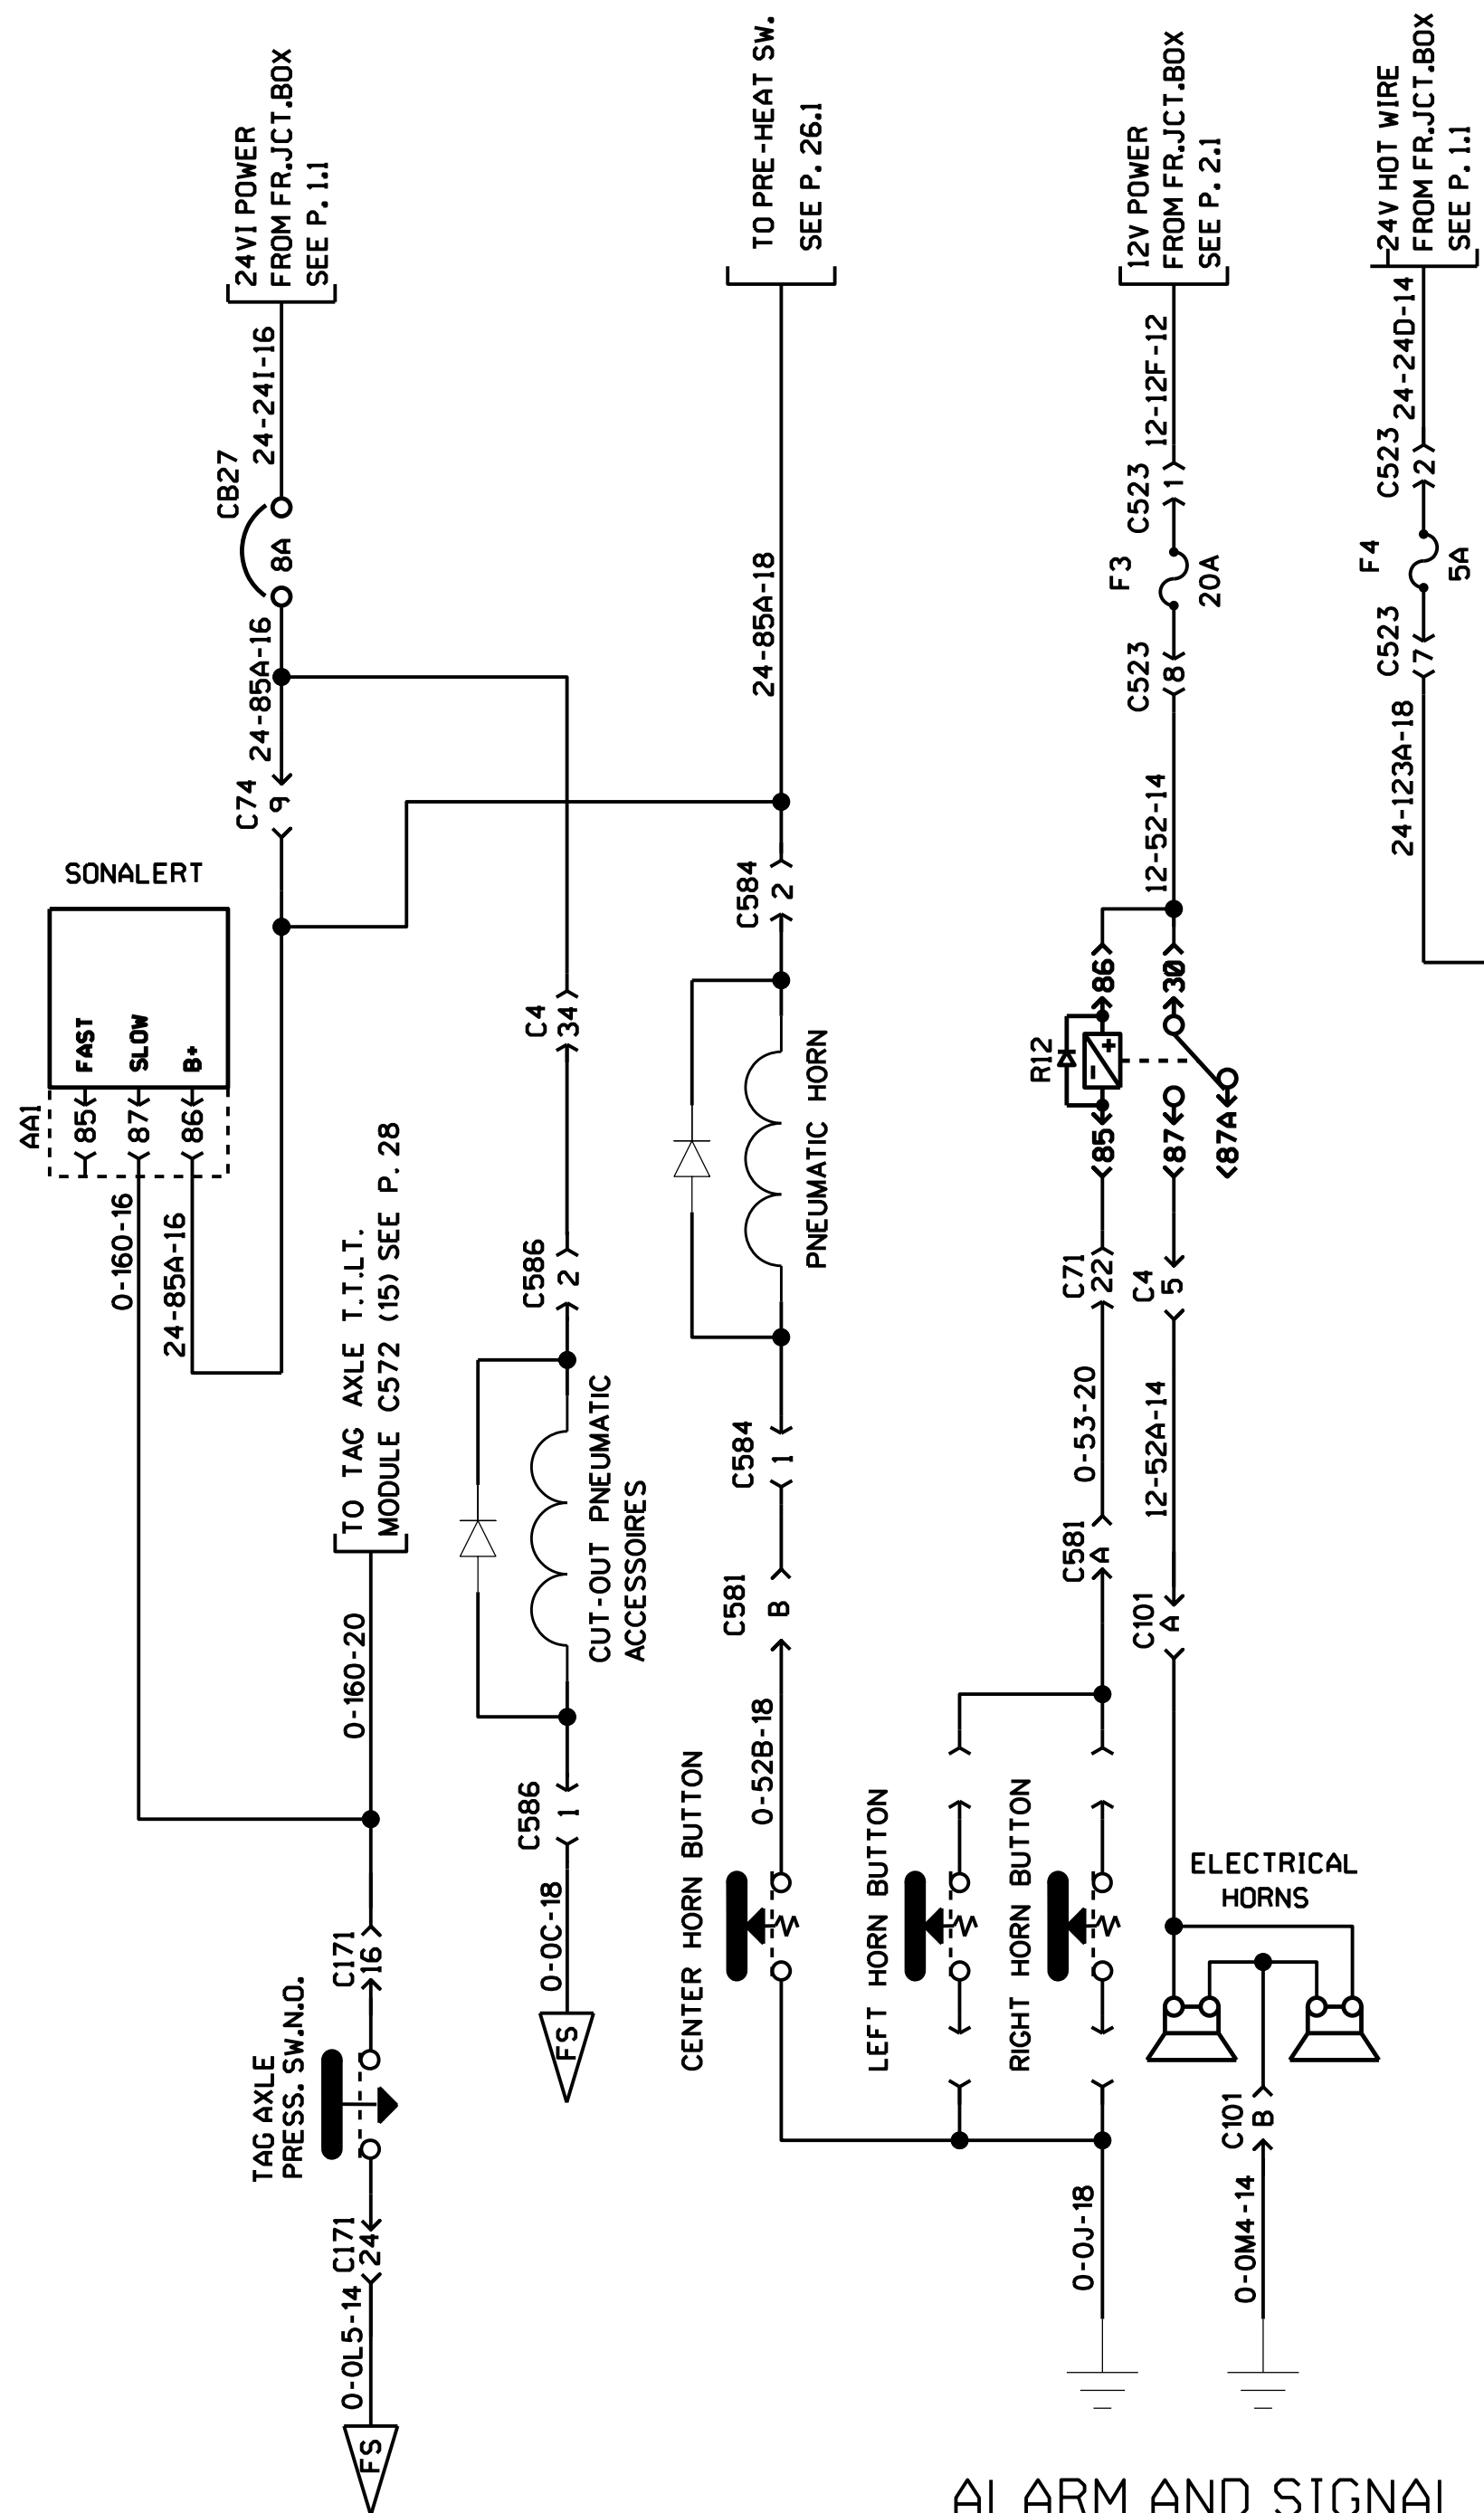 24VI POWER
FROM FR.JCT.BOX
SEE P. 1.1
TO PRE-HEAT SW.
SEE P. 26.1
12V POWER
FROM FR.JCT.BOX
SEE P. 2.1
24V HOT WIRE
FROM FR.JCT.BOX
SEE P. 1.1
24-24I-16
12-12F-12
24-24D-14
CB27
8A
C523
1
C523
2
F3
20A
F4
5A
24-85A-16
24-85A-18
C523
8
C523
7
24-123A-18
C74
9
12-52-14
SONALERT
FAST
SLOW
B+
AA1
85
87
86
C584
2
C4
34
86
30
R12
+
-
85
87
87A
PNEUMATIC HORN
0-160-16
24-85A-16
TO TAG AXLE T.T.LT.
MODULE C572 (15) SEE P. 28
C586
2
C71
22
C4
5
CUT-OUT PNEUMATIC
ACCESSOIRES
C584
1
0-53-20
12-52A-14
C581
B
C581
A
C101
A
0-160-20
C586
1
0-52B-18
CENTER HORN BUTTON
LEFT HORN BUTTON
RIGHT HORN BUTTON
ELECTRICAL
HORNS
C171
16
0-0C-18
FS
TAG AXLE
PRESS. SW.N.O.
C101
B
C171
24
0-0J-18
0-0M4-14
0-0L5-14
FS
ALARM AND SIGNAL